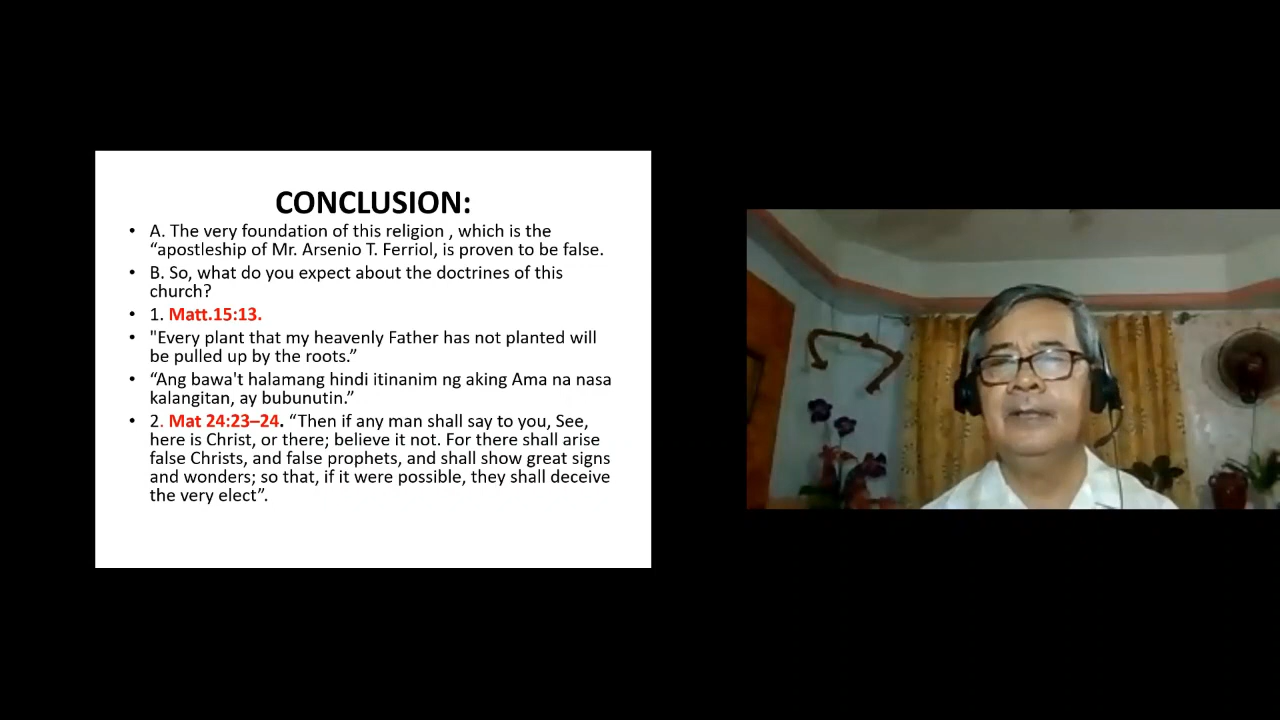 CONCLUSION:
• A. The very foundation of this religion , which is the
“apostleship of Mr. Arsenio T. Ferriol, is proven to be false.
• B. So, what do you expect about the doctrines of this
church?
• 1. Matt.15:13.
• "Every plant that my heavenly Father has not planted will
be pulled up by the roots.”
• “Ang bawa't halamang hindi itinanim ng aking Ama na nasa
kalangitan, ay bubunutin.”
• 2. Mat 24:23–24. “Then if any man shall say to you, See,
here is Christ, or there; believe it not. For there shall arise
false Christs, and false prophets, and shall show great signs
and wonders; so that, if it were possible, they shall deceive
the very elect”.